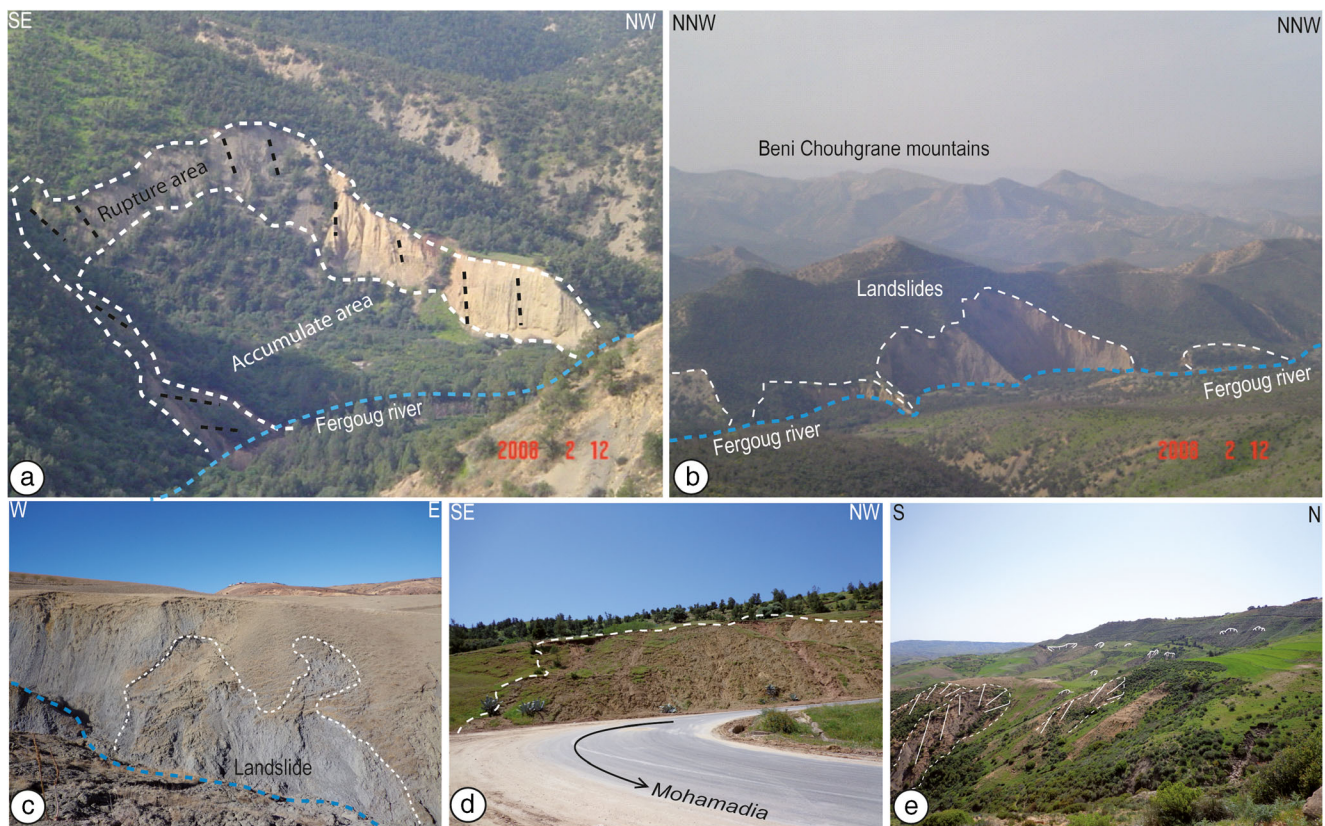 SE NW
Rupture area
Accumulate area
Fergoug river
2008 2 12
a
NNW NNW
Beni Chouhgrane mountains
Landslides
Fergoug river
Fergoug river
2008 2 12
b
W E
Landslide
c
SE NW
Mohamadia
d
S N
e